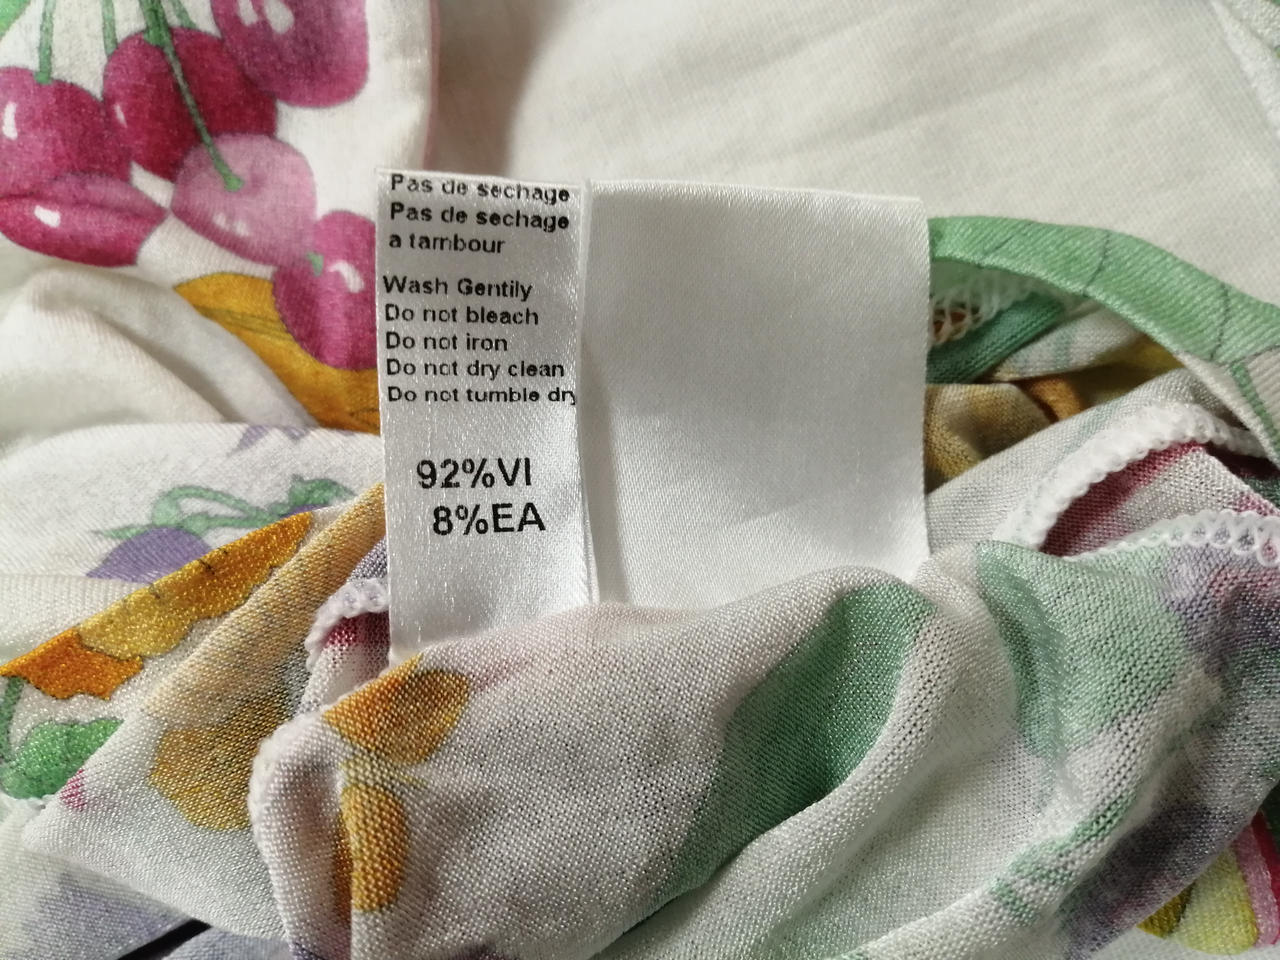 Pas de sechage
Pas de sechage
a tambour
Wash Gentily
Do not bleach
Do not iron
Do not dry clean
Do not tumble dry
92%VI
8%EA